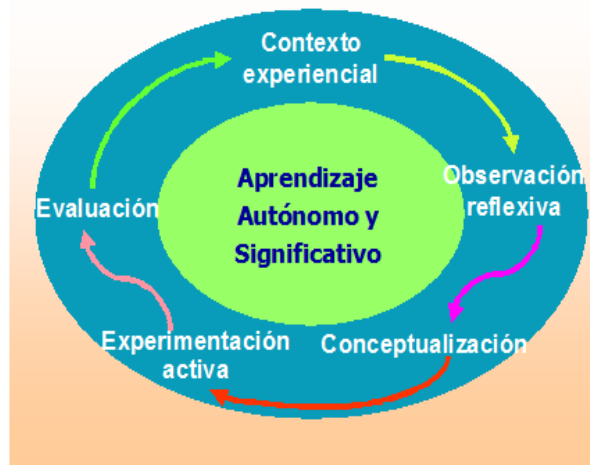 Contexto
experiencial
Observación
reflexiva
Conceptualización
Experimentación
activa
Evaluación
Aprendizaje
Autónomo y
Significativo